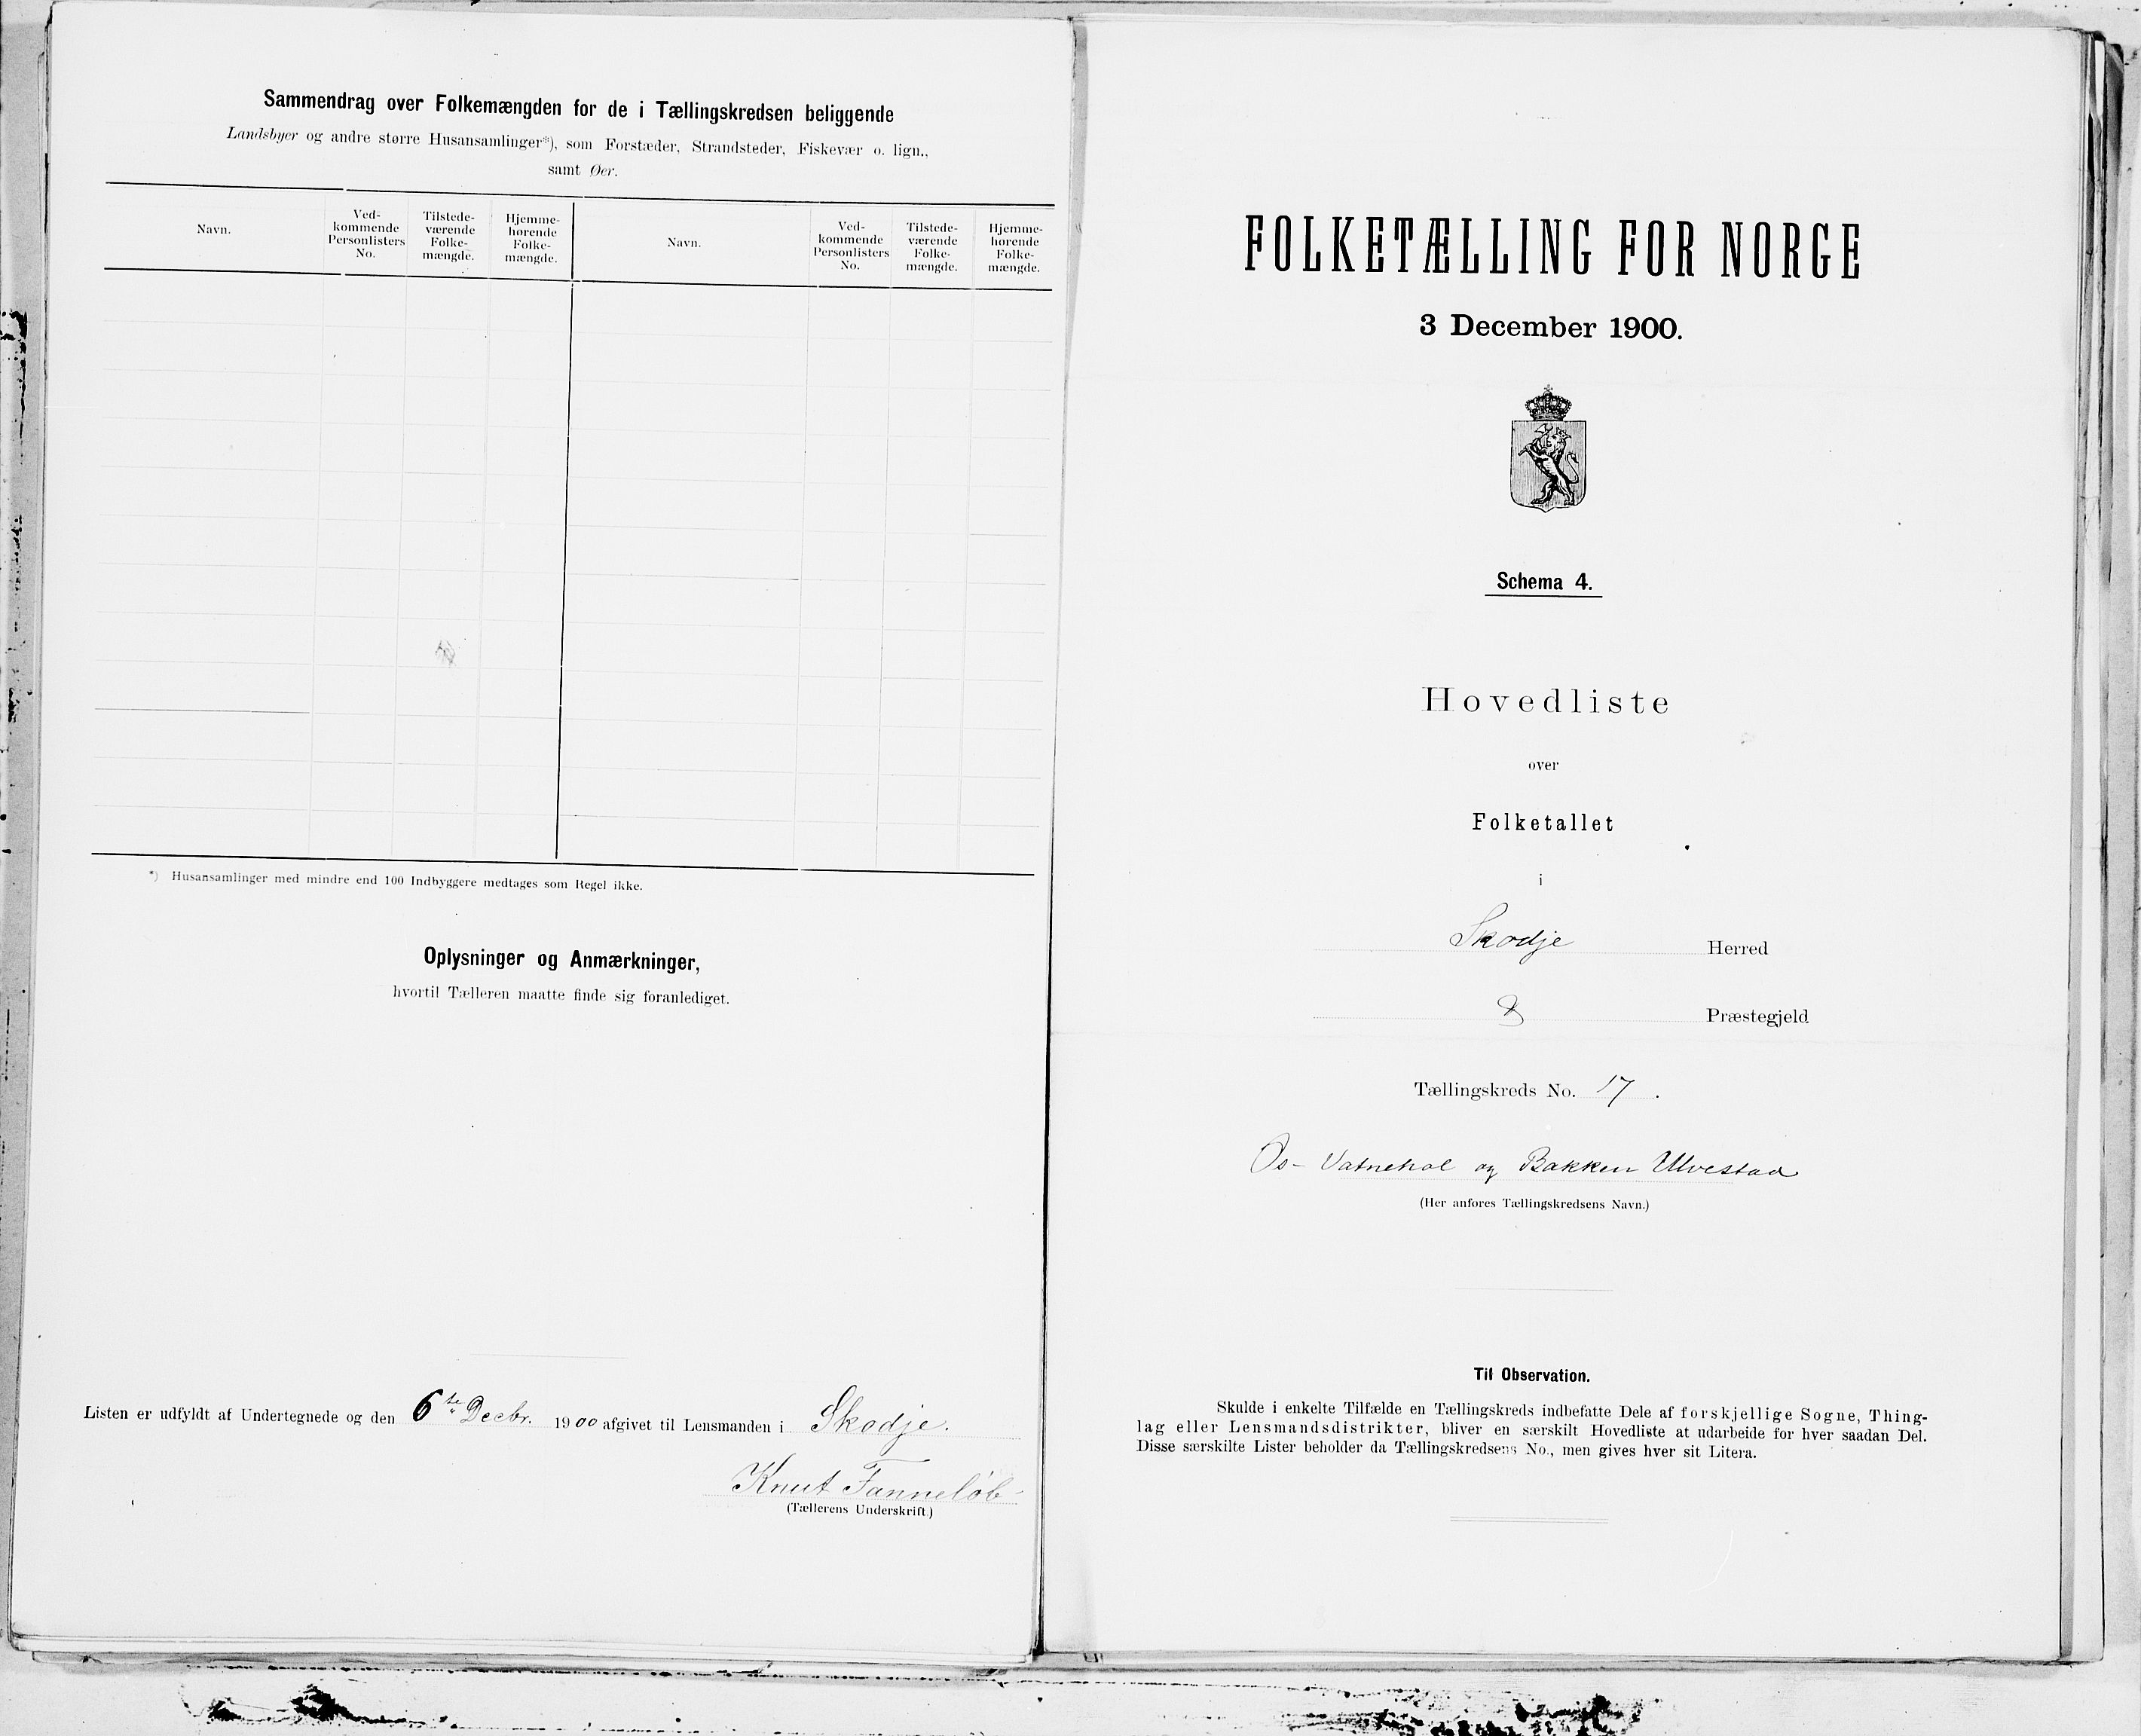 Sammendrag over Folkemængden for de i Tællingskredsen beliggende
Landsbyer og andre større Husansamlinger*), som Forstæder, Strandsteder, Fiskevær o. lign.,
samt Øer.
Navn.
Ved-
kommende
Personlisters
No.
Tilstede-
værende
Folke-
mængde.
Hjemme-
hørende
Folke-
mængde.
Navn.
Ved-
kommende
Personlisters
No.
Tilstede-
værende
Folke-
mængde.
Hjemme-
hørende
Folke-
mængde.
*) Husansamlinger med mindre end 100 Indbyggere medtages som Regel ikke.
Oplysninger og Anmærkninger,
hvortil Tælleren maatte finde sig foranlediget.
Listen er udfyldt af Undertegnede og den 6te Decbr. 1900 afgivet til Lensmanden i Skodje.
Knut Fanneløb
(Tællerens Underskrift.)
FOLKETÆLLING FOR NORGE
3 December 1900.
Schema 4.
Hovedliste
over
Folketallet
i
Skodje Herred
Præstegjeld
Tællingskreds No. 17.
Os- Vatnehol og Bakken Ulvestad
(Her anføres Tællingskredsens Navn.)
Til Observation.
Skulde i enkelte Tilfælde en Tællingskreds indbefatte Dele af forskjellige Sogne, Thing-
lag eller Lensmandsdistrikter, bliver en særskilt Hovedliste at udarbeide for hver saadan Del.
Disse særskilte Lister beholder da Tællingskredsens No., men gives hver sit Litera.